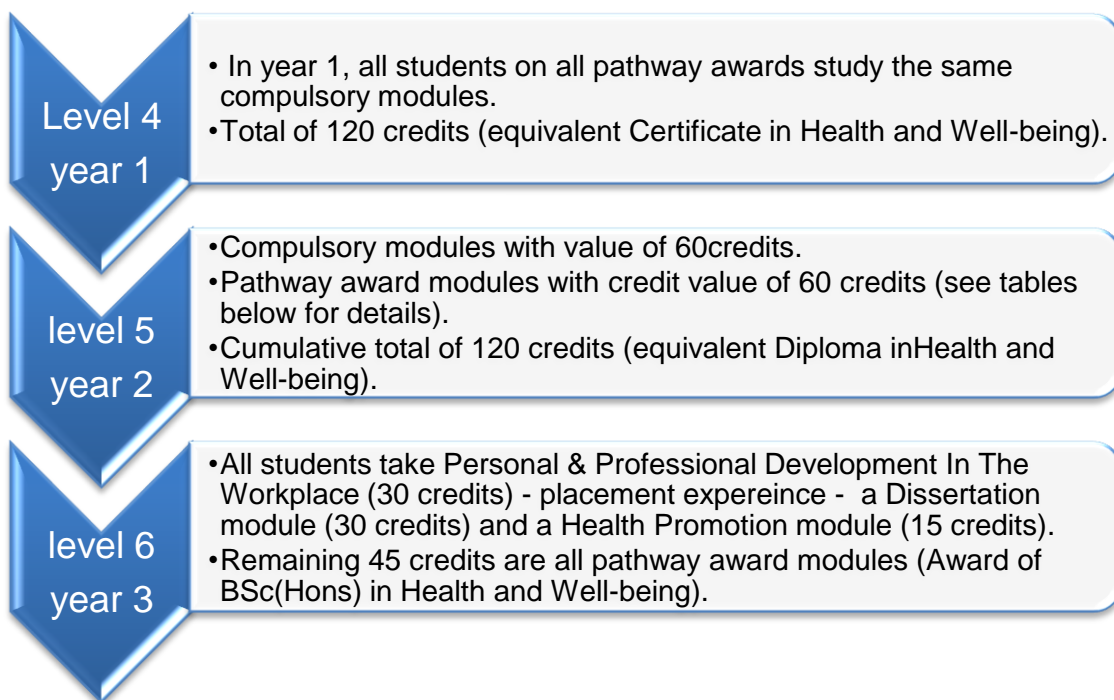 Level 4
year 1
• In year 1, all students on all pathway awards study the same
compulsory modules.
•Total of 120 credits (equivalent Certificate in Health and Well-being).
level 5
year 2
•Compulsory modules with value of 60credits.
•Pathway award modules with credit value of 60 credits (see tables
below for details).
•Cumulative total of 120 credits (equivalent Diploma inHealth and
Well-being).
level 6
year 3
•All students take Personal & Professional Development In The
Workplace (30 credits) - placement expereince - a Dissertation
module (30 credits) and a Health Promotion module (15 credits).
•Remaining 45 credits are all pathway award modules (Award of
BSc(Hons) in Health and Well-being).